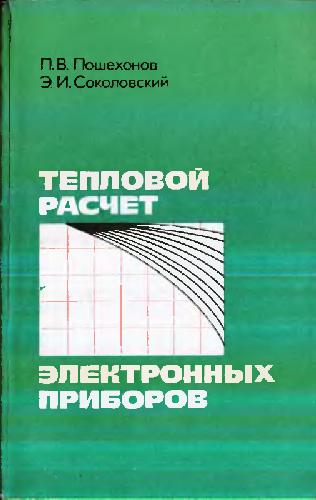 П.В. Пошехонов
Э.И. Соколовский
ТЕПЛОВОЙ
РАСЧЕТ
ЭЛЕКТРОННЫХ
ПРИБОРОВ